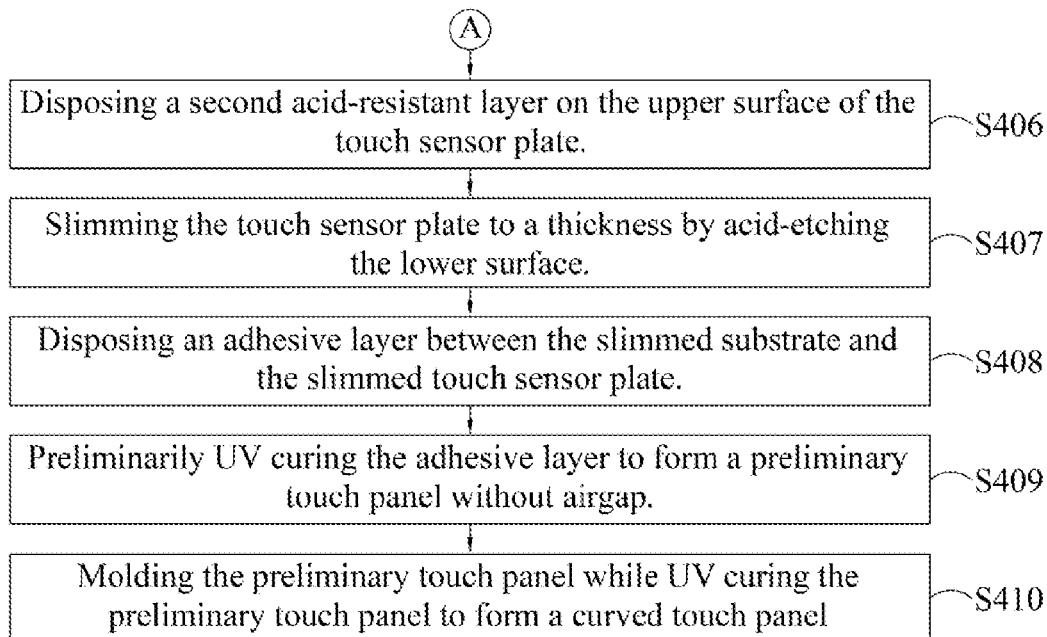 A
Disposing a second acid-resistant layer on the upper surface of the
touch sensor plate.
S406
Slimming the touch sensor plate to a thickness by acid-etching
the lower surface.
S407
Disposing an adhesive layer between the slimmed substrate and
the slimmed touch sensor plate.
S408
Preliminarily UV curing the adhesive layer to form a preliminary
touch panel without airgap.
S409
Molding the preliminary touch panel while UV curing the
preliminary touch panel to form a curved touch panel
S410